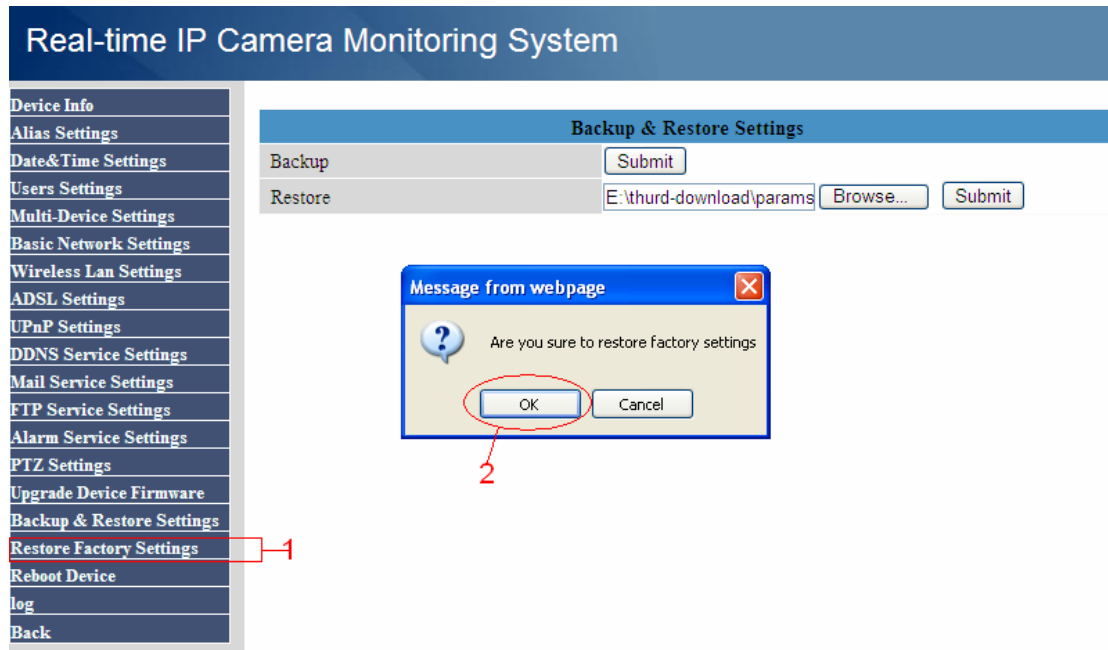 Real-time IP Camera Monitoring System
Device Info
Alias Settings
Date&Time Settings
Users Settings
Multi-Device Settings
Basic Network Settings
Wireless Lan Settings
ADSL Settings
UPnP Settings
DDNS Service Settings
Mail Service Settings
FTP Service Settings
Alarm Service Settings
PTZ Settings
Upgrade Device Firmware
Backup & Restore Settings
Restore Factory Settings
Reboot Device
log
Back
1
Backup & Restore Settings
Backup Submit
Restore E:\thurd-download\params Browse... Submit
Message from webpage
Are you sure to restore factory settings
OK Cancel
2